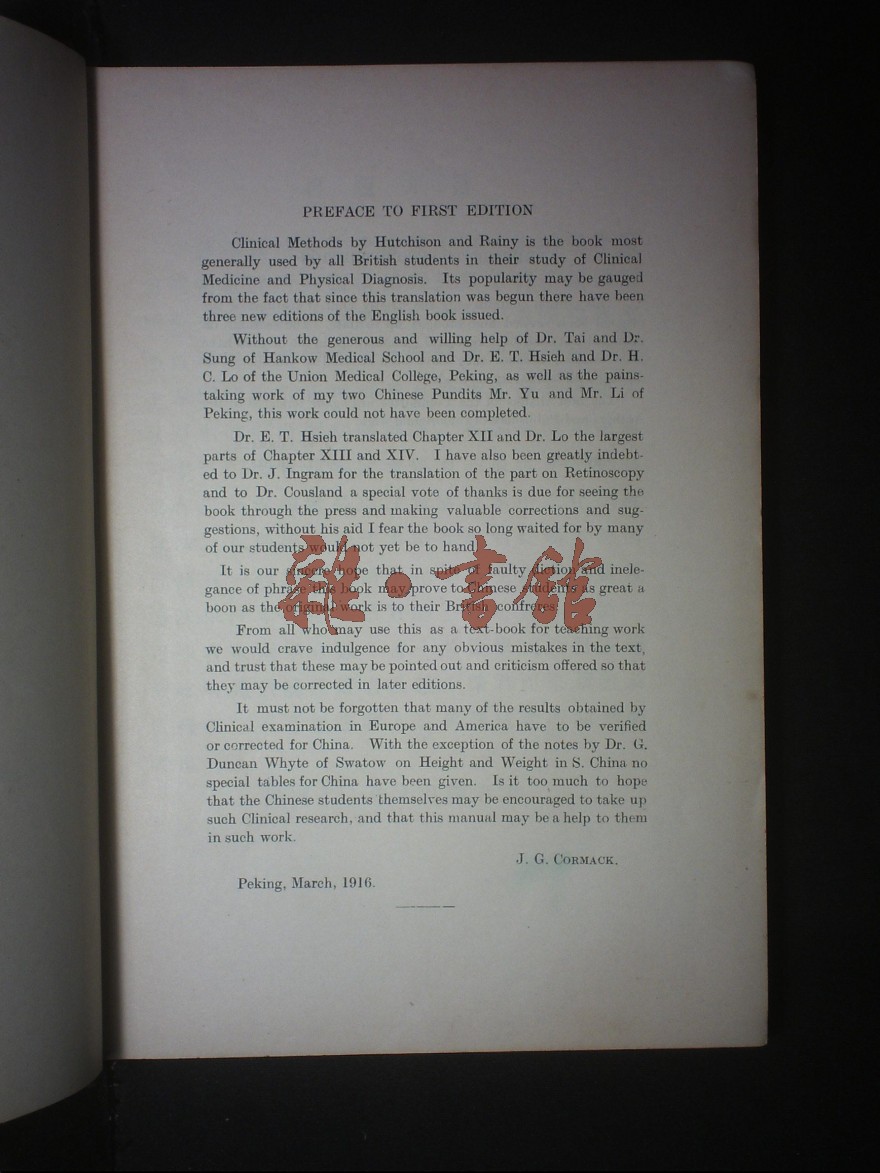 PREFACE TO FIRST EDITION
Clinical Methods by Hutchison and Rainy is the book most
generally used by all British students in their study of Clinical
Medicine and Physical Diagnosis. Its popularity may be gauged
from the fact that since this translation was begun there have been
three new editions of the English book issued.
Without the generous and willing help of Dr. Tai and Dr.
Sung of Hankow Medical School and Dr. E. T. Hsieh and Dr. H.
C. Lo of the Union Medical College, Peking, as well as the pains-
taking work of my two Chinese Pundits Mr. Yu and Mr. Li of
Peking, this work could not have been completed.
Dr. E. T. Hsieh translated Chapter XII and Dr. Lo the largest
parts of Chapter XIII and XIV. I have also been greatly indebt-
ed to Dr. J. Ingram for the translation of the part on Retinoscopy
and to Dr. Cousland a special vote of thanks is due for seeing the
book through the press and making valuable corrections and sug-
gestions, without his aid I fear the book so long waited for by many
of our students would not yet be to hand.
It is our sincere hope that in spite of faulty diction and inele-
gance of phrase this book may prove to Chinese students as great a
boon as the original work is to their British confreres.
雜·書館
From all who may use this as a text-book for teaching work
we would crave indulgence for any obvious mistakes in the text,
and trust that these may be pointed out and criticism offered so that
they may be corrected in later editions.
It must not be forgotten that many of the results obtained by
Clinical examination in Europe and America have to be verified
or corrected for China. With the exception of the notes by Dr. G.
Duncan Whyte of Swatow on Height and Weight in S. China no
special tables for China have been given. Is it too much to hope
that the Chinese students themselves may be encouraged to take up
such Clinical research, and that this manual may be a help to them
in such work.
J. G. CORMACK.
Peking, March, 1916.